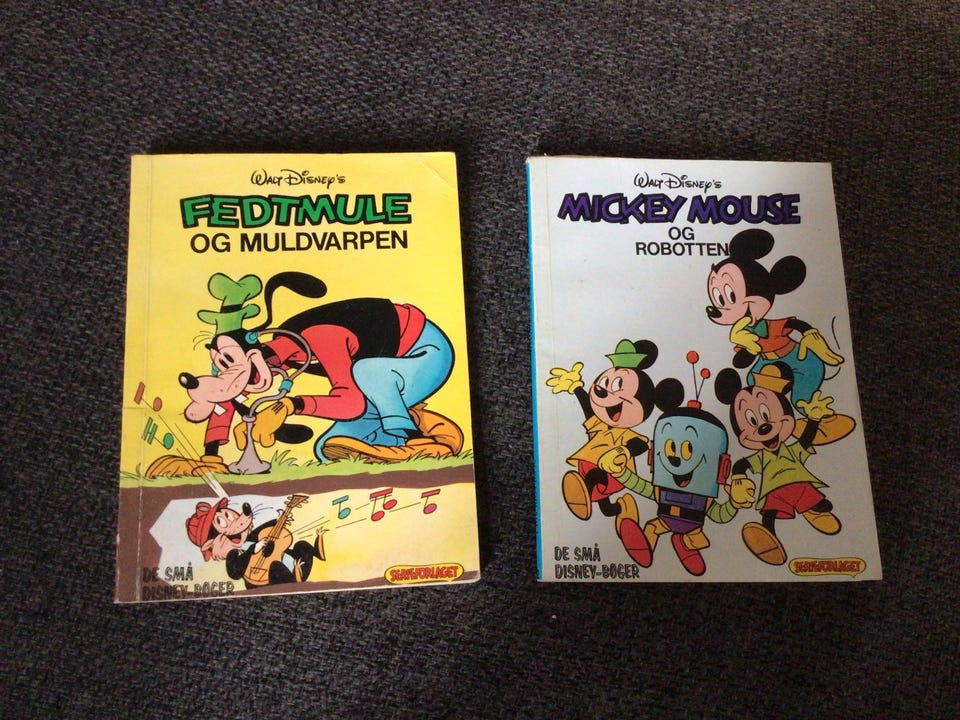 Walt Disney's
FEDTMULE
OG MULDVARPEN
DE SMÅ
DISNEY-BØGER
SERIEFORLAGET
Walt Disney's
MICKEY MOUSE
OG
ROBOTTEN
DE SMÅ
DISNEY-BØGER
SERIEFORLAGET